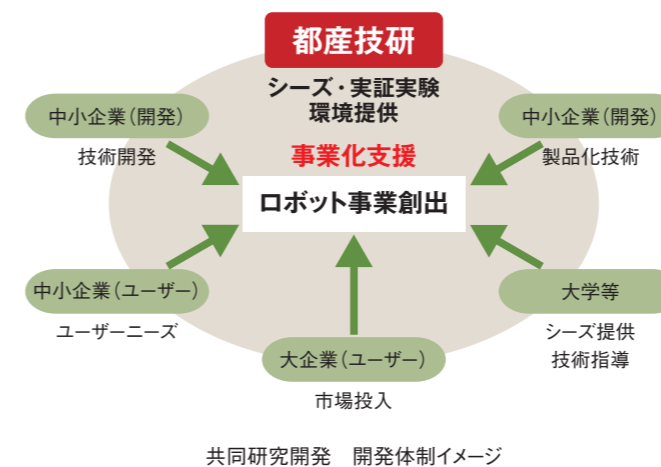 都産技研
シーズ・実証実験
環境提供
中小企業(開発)
技術開発
中小企業(開発)
製品化技術
事業化支援
ロボット事業創出
中小企業(ユーザー)
ユーザーニーズ
大学等
シーズ提供
技術指導
大企業(ユーザー)
市場投入
共同研究開発　開発体制イメージ